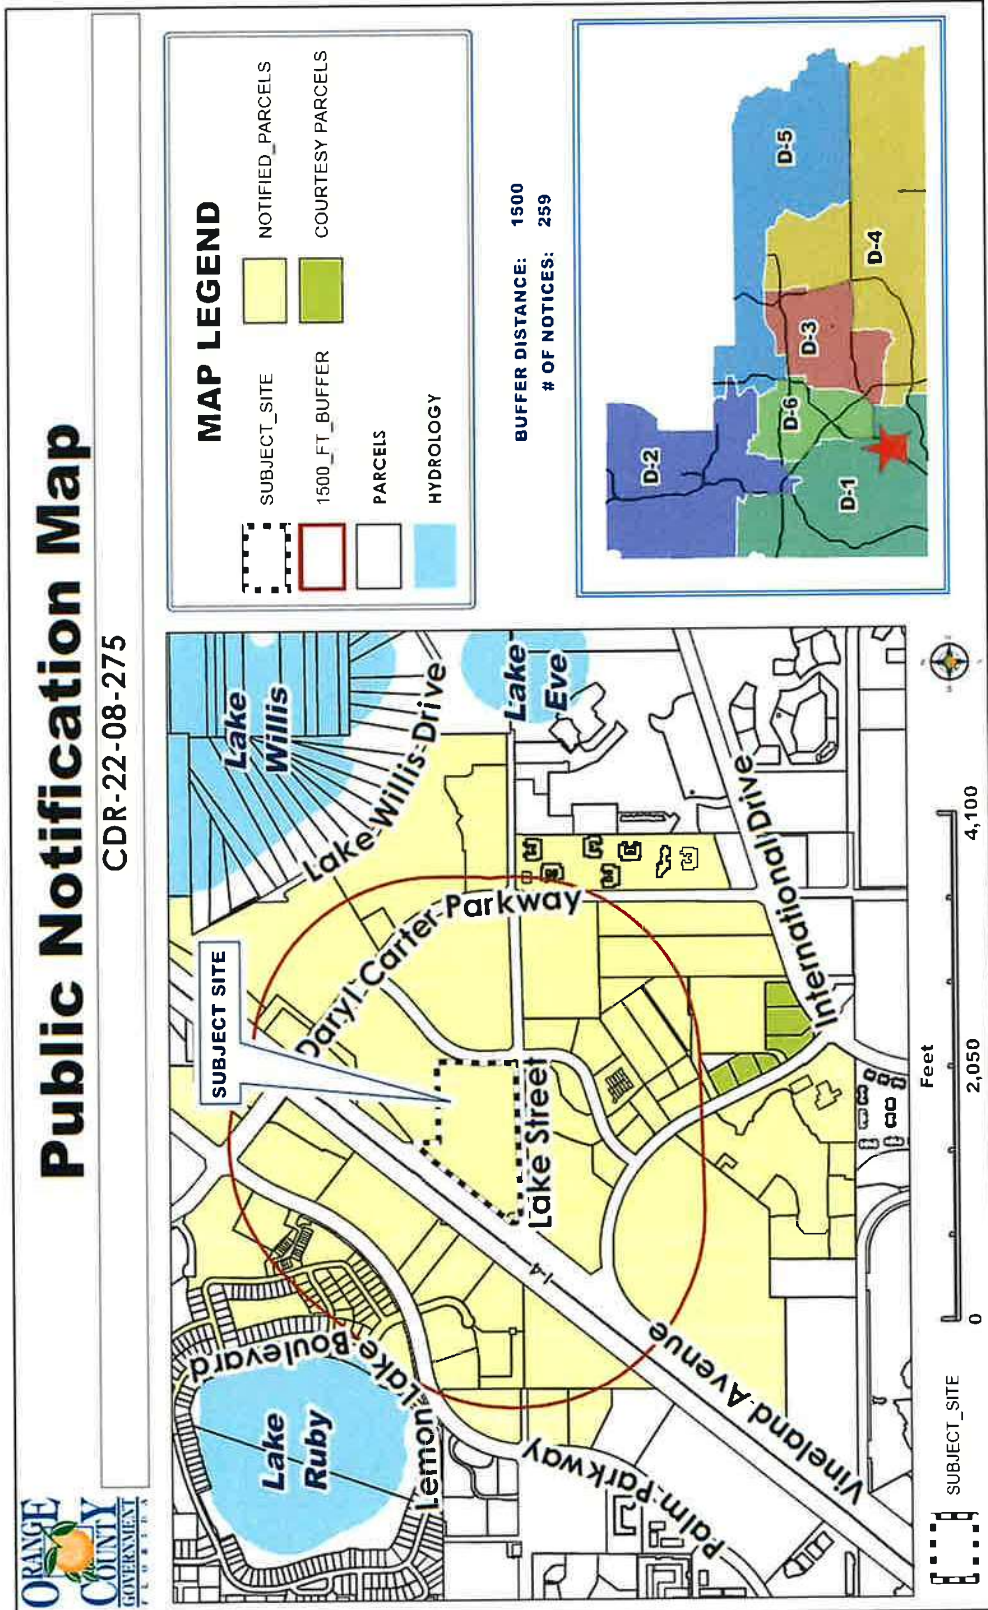 ORANGE
COUNTY
GOVERNMENT
FLORIDA
Public Notification Map
CDR-22-08-275
MAP LEGEND
SUBJECT_SITE
NOTIFIED_PARCELS
1500_FT_BUFFER
COURTESY PARCELS
PARCELS
HYDROLOGY
BUFFER DISTANCE: 1500
# OF NOTICES: 259
D-2
D-5
D-6
D-3
D-4
D-1
Lake
Willis
Lake
Eve
Lake
Ruby
SUBJECT SITE
Lake Willis Drive
Daryl Carter Parkway
Lake Street
International Drive
Lemon Lake Boulevard
I-4
Palm Parkway
Vineland Avenue
SUBJECT_SITE
Feet
0
2,050
4,100